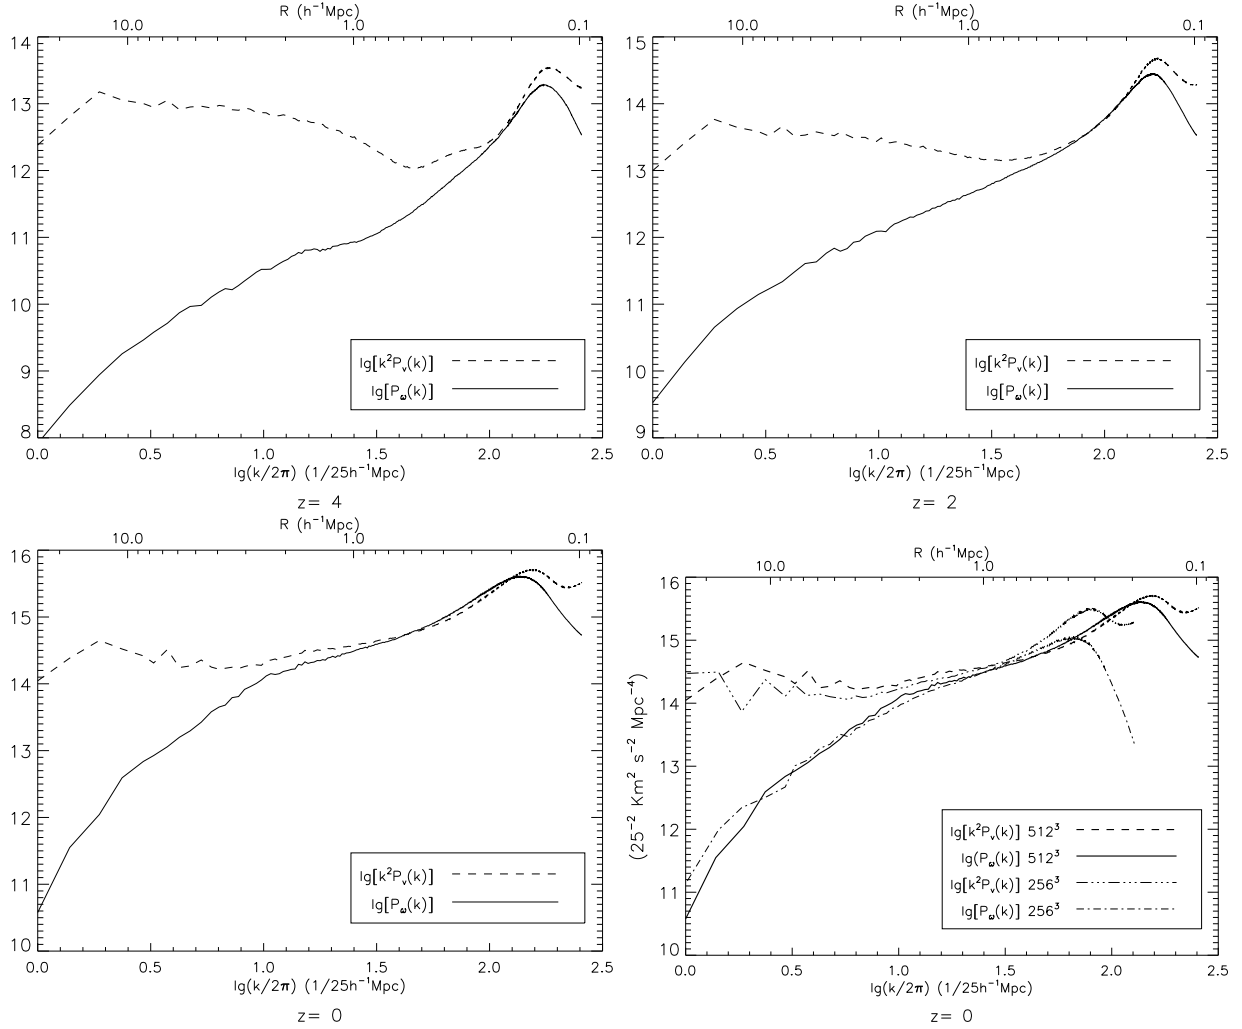 R (h⁻¹Mpc)
10.0 1.0 0.1
14
13
12
11
10
9
8
lg[k²Pᵥ(k)]
lg[P_ω(k)]
0.0 0.5 1.0 1.5 2.0 2.5
lg(k/2π) (1/25h⁻¹Mpc)
z= 4
R (h⁻¹Mpc)
10.0 1.0 0.1
15
14
13
12
11
10
9
lg[k²Pᵥ(k)]
lg[P_ω(k)]
0.0 0.5 1.0 1.5 2.0 2.5
lg(k/2π) (1/25h⁻¹Mpc)
z= 2
R (h⁻¹Mpc)
10.0 1.0 0.1
16
15
14
13
12
11
10
lg[k²Pᵥ(k)]
lg[P_ω(k)]
0.0 0.5 1.0 1.5 2.0 2.5
lg(k/2π) (1/25h⁻¹Mpc)
z= 0
R (h⁻¹Mpc)
10.0 1.0 0.1
(25⁻² Km² s⁻² Mpc⁻⁴)
16
15
14
13
12
11
10
lg[k²Pᵥ(k)] 512³
lg(P_ω(k)] 512³
lg[k²Pᵥ(k)] 256³
lg[P_ω(k)] 256³
0.0 0.5 1.0 1.5 2.0 2.5
lg(k/2π) (1/25h⁻¹Mpc)
z= 0